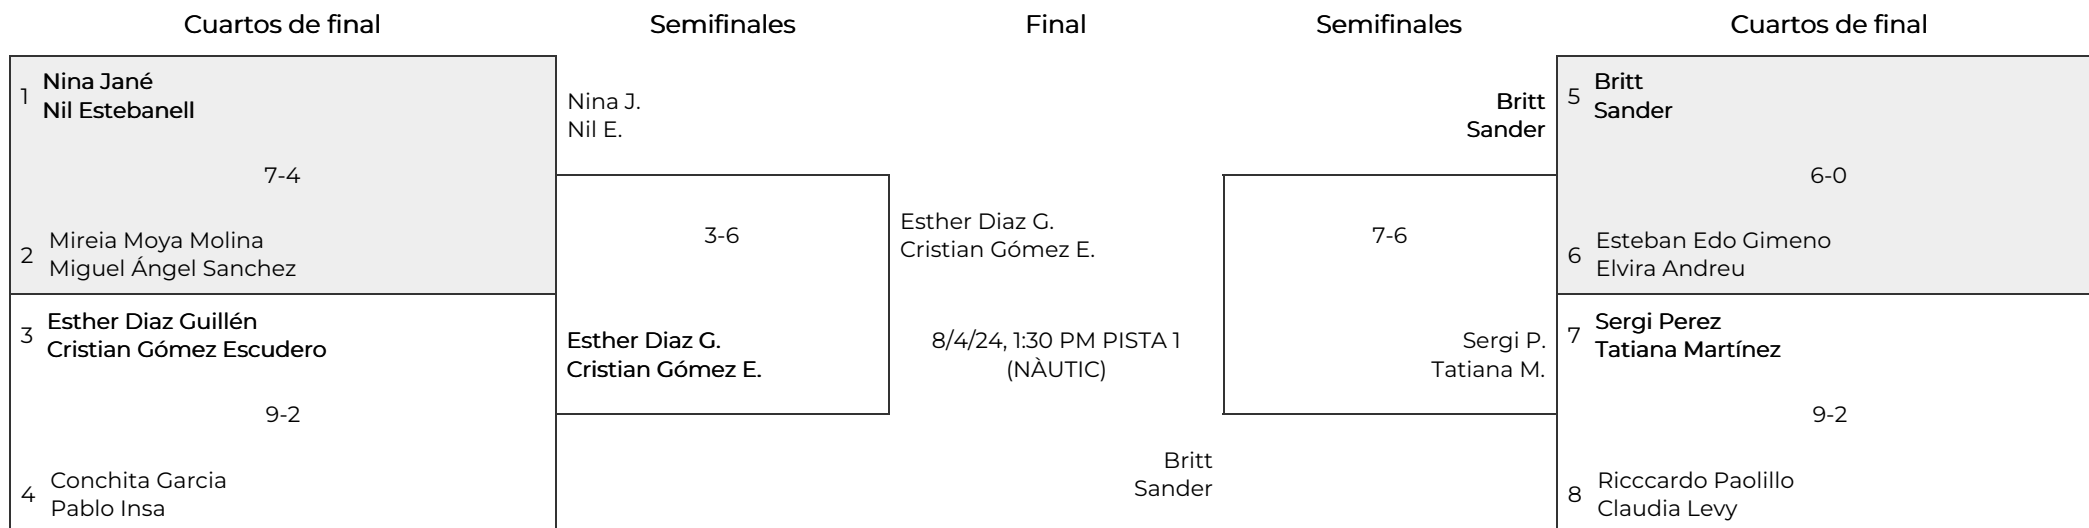 Cuartos de final
Semifinales
Final
Semifinales
Cuartos de final
1
Nina Jané
Nil Estebanell
7-4
2
Mireia Moya Molina
Miguel Ángel Sanchez
3
Esther Diaz Guillén
Cristian Gómez Escudero
9-2
4
Conchita Garcia
Pablo Insa
Nina J.
Nil E.
3-6
Esther Diaz G.
Cristian Gómez E.
Esther Diaz G.
Cristian Gómez E.
8/4/24, 1:30 PM PISTA 1
(NÀUTIC)
Britt
Sander
Britt
Sander
7-6
Sergi P.
Tatiana M.
5
Britt
Sander
6-0
6
Esteban Edo Gimeno
Elvira Andreu
7
Sergi Perez
Tatiana Martínez
9-2
8
Ricccardo Paolillo
Claudia Levy